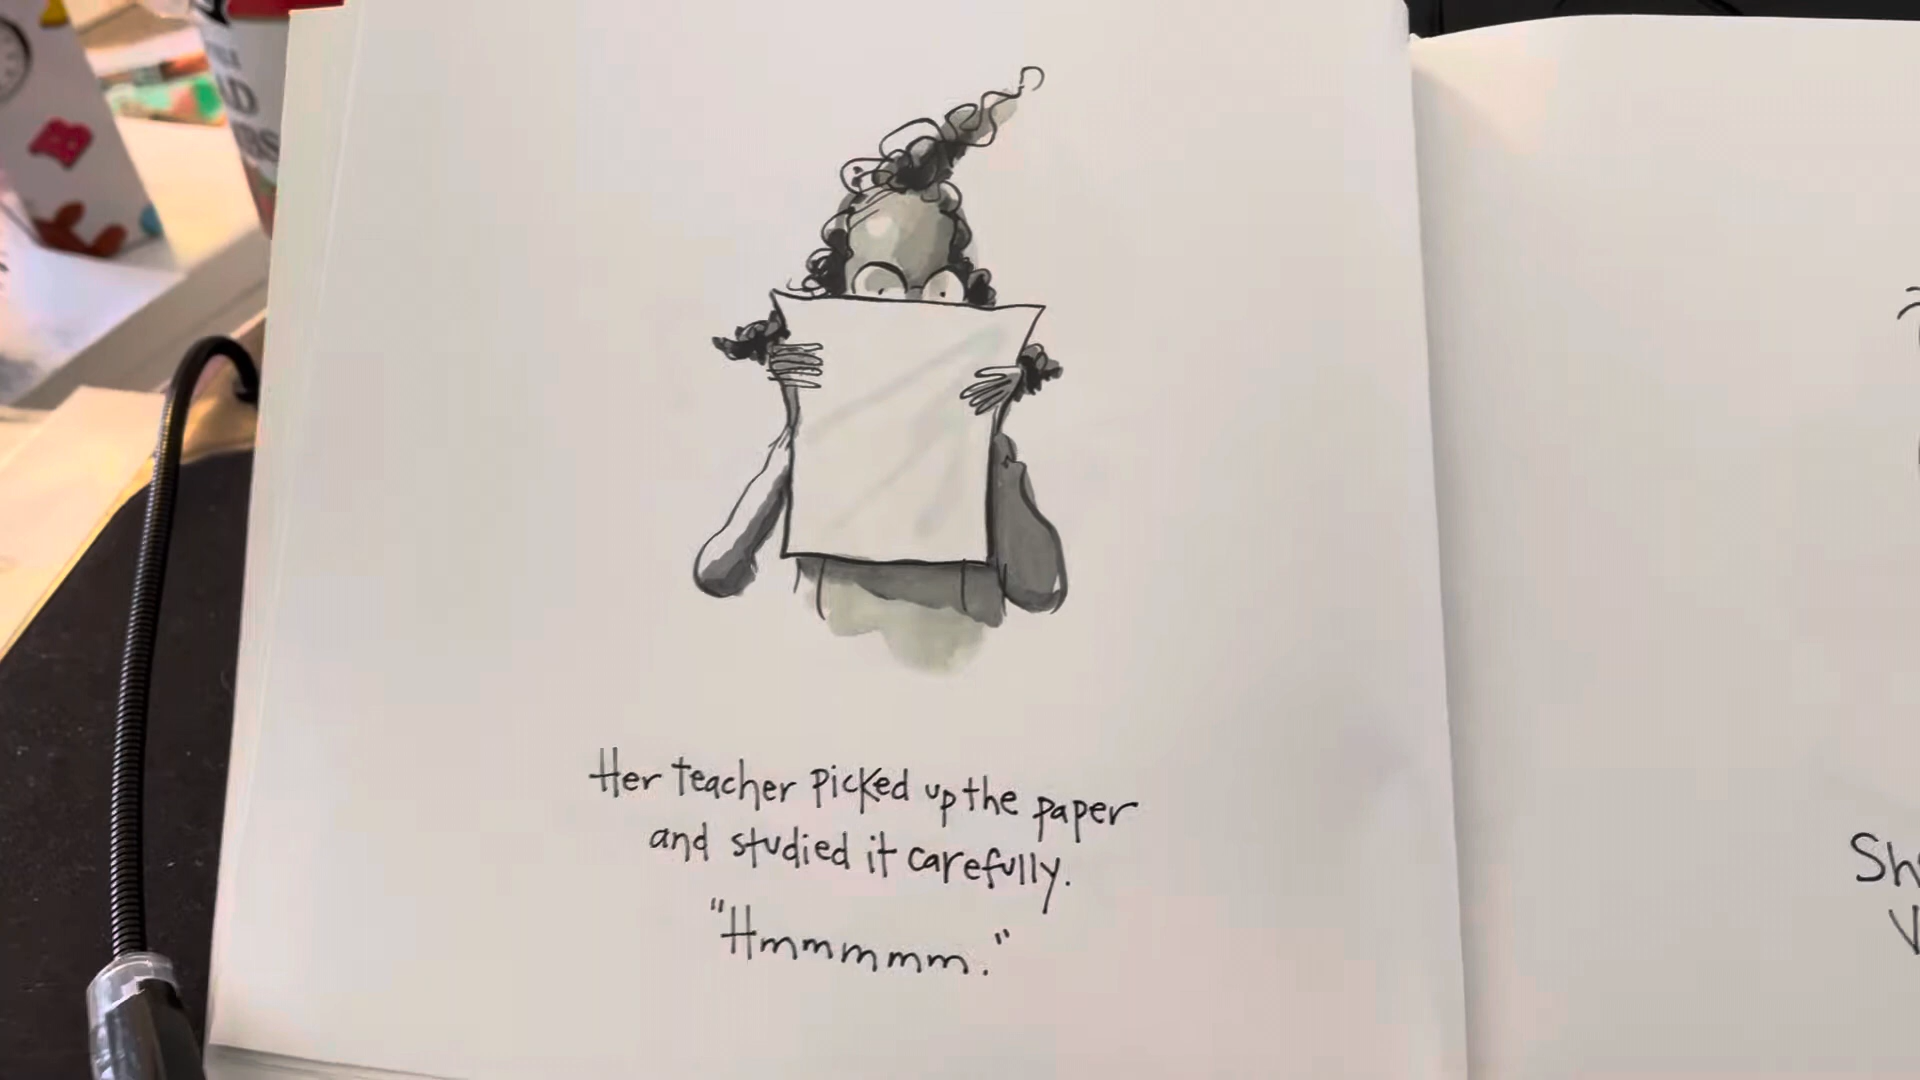 Her teacher picked up the paper
and studied it carefully.
"Hmmmmm."